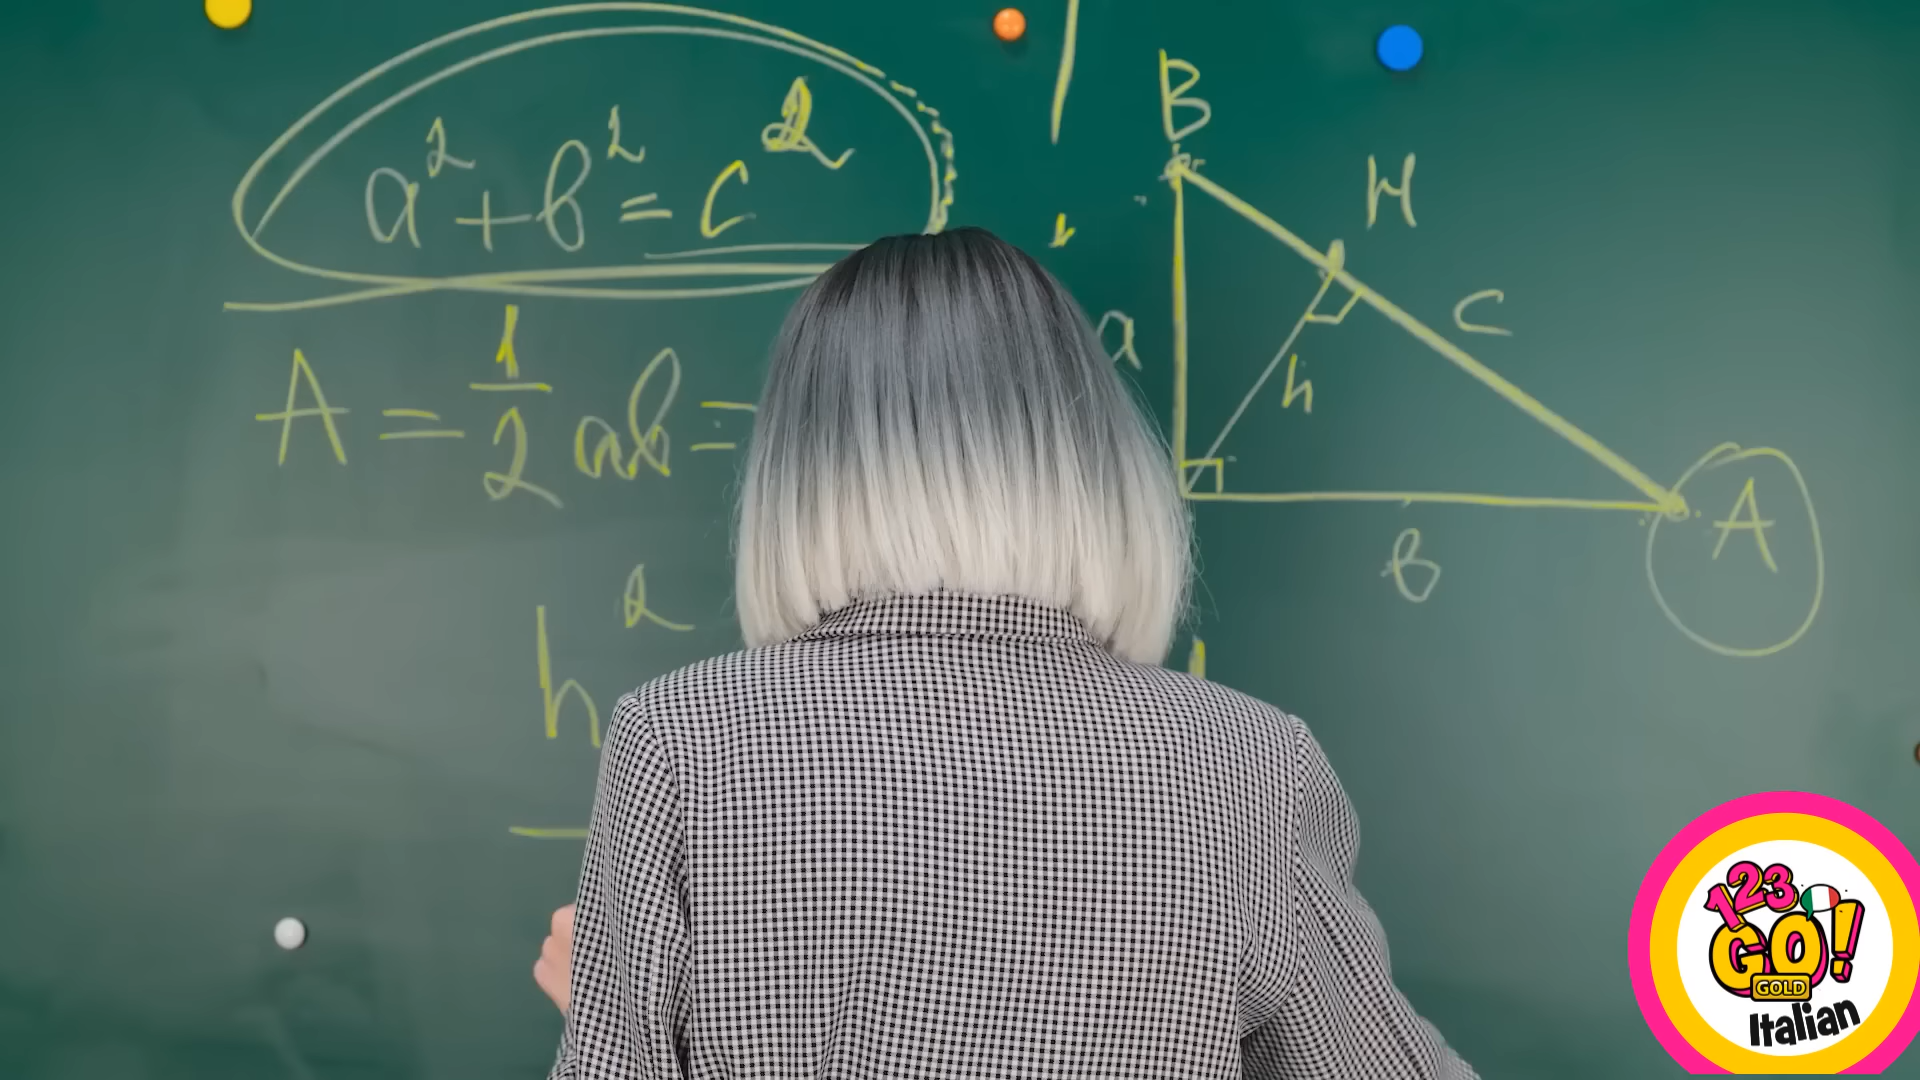 a² + b² = c²
A = 1/2 ab =
h²
B
H
a
c
h
b
A
123
GO!
GOLD
Italian